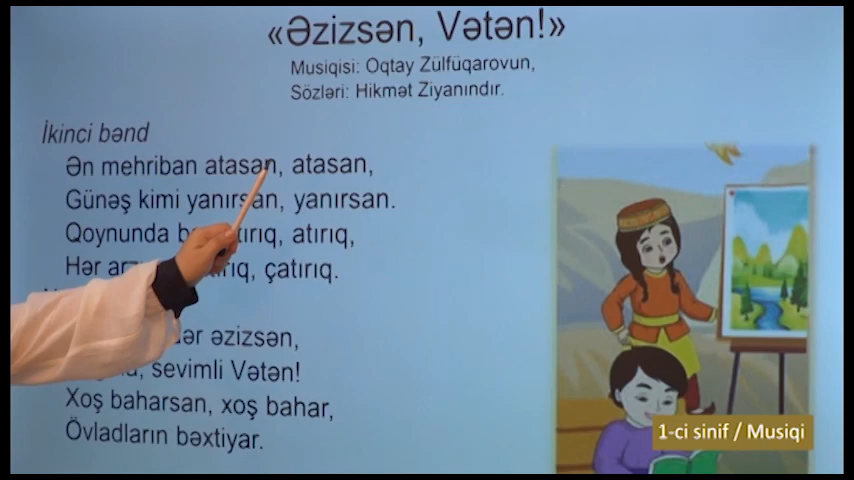 «Əzizsən, Vətən!»
Musiqisi: Oqtay Zülfüqarovun,
Sözləri: Hikmət Ziyanındır.
İkinci bənd
Ən mehriban atasan, atasan,
Günəş kimi yanırsan, yanırsan.
Qoynunda atırıq,
Hər çatırıq.
əzizsən,
sevimli Vətən!
Xoş baharsan, xoş bahar,
Övladların bəxtiyar.
1-ci sinif / Musiqi